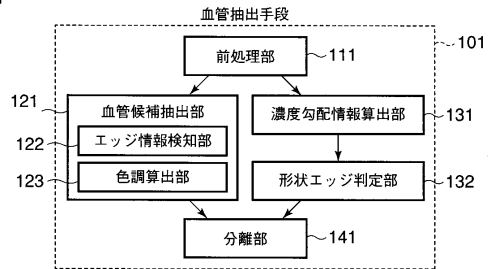 血管抽出手段
101
前処理部
111
121
血管候補抽出部
122
エッジ情報検知部
123
色調算出部
濃度勾配情報算出部
131
形状エッジ判定部
132
分離部
141